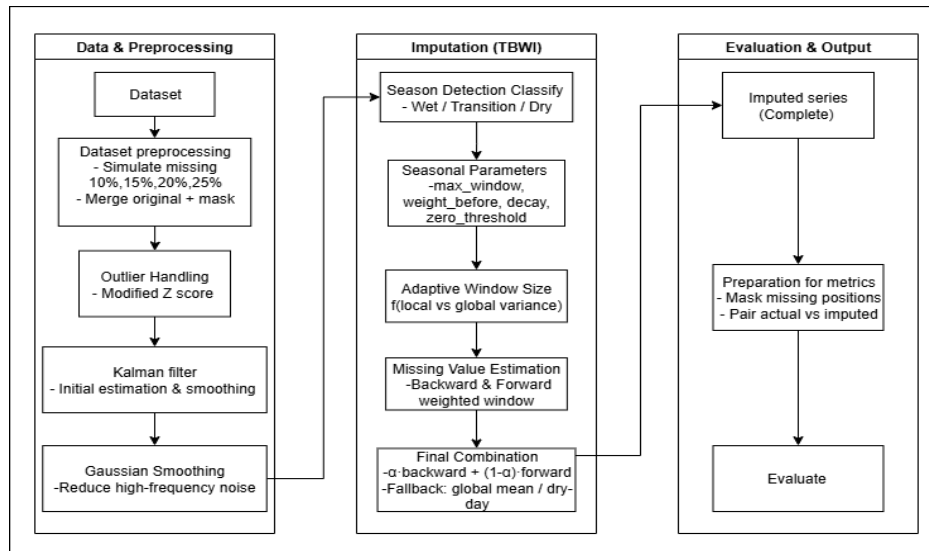 Data & Preprocessing
Dataset
Dataset preprocessing
- Simulate missing
10%,15%,20%,25%
- Merge original + mask
Outlier Handling
- Modified Z score
Kalman filter
- Initial estimation & smoothing
Gaussian Smoothing
-Reduce high-frequency noise
Imputation (TBWI)
Season Detection Classify
- Wet / Transition / Dry
Seasonal Parameters
-max_window,
weight_before, decay,
zero_threshold
Adaptive Window Size
f(local vs global variance)
Missing Value Estimation
-Backward & Forward
weighted window
Final Combination
-α·backward + (1-α)·forward
-Fallback: global mean / dry-
day
Evaluation & Output
Imputed series
(Complete)
Preparation for metrics
- Mask missing positions
- Pair actual vs imputed
Evaluate